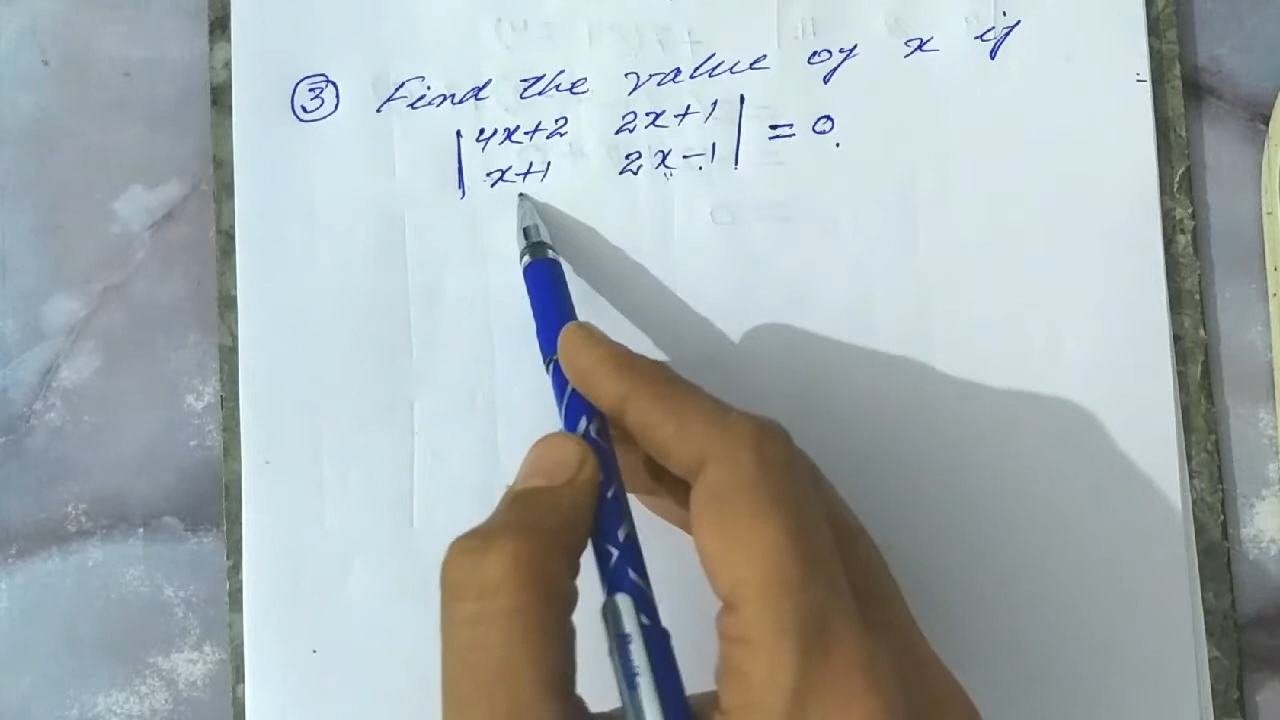 ③ Find the value of x if
|4x+2 2x+1| = 0.
|x+1 2x-1|